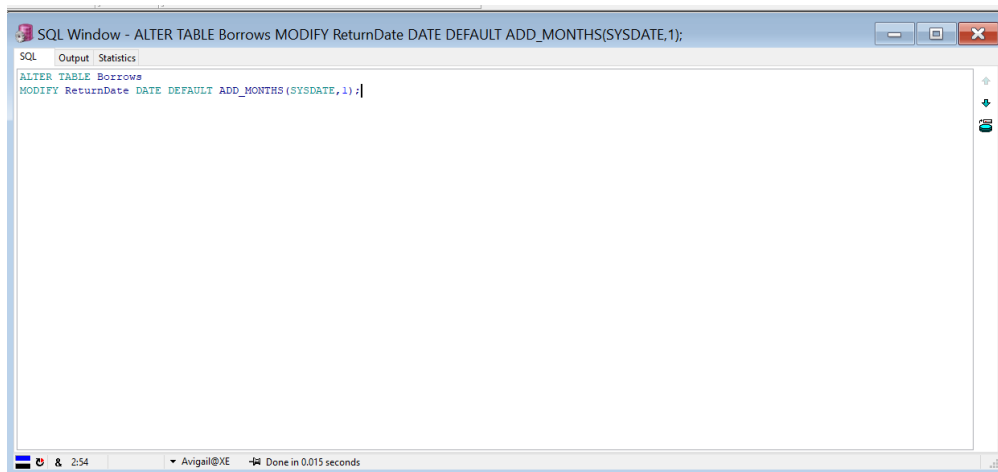 SQL Window - ALTER TABLE Borrows MODIFY ReturnDate DATE DEFAULT ADD_MONTHS(SYSDATE,1);
SQL Output Statistics
ALTER TABLE Borrows
MODIFY ReturnDate DATE DEFAULT ADD_MONTHS(SYSDATE,1);
& 2:54 Avigail@XE Done in 0.015 seconds